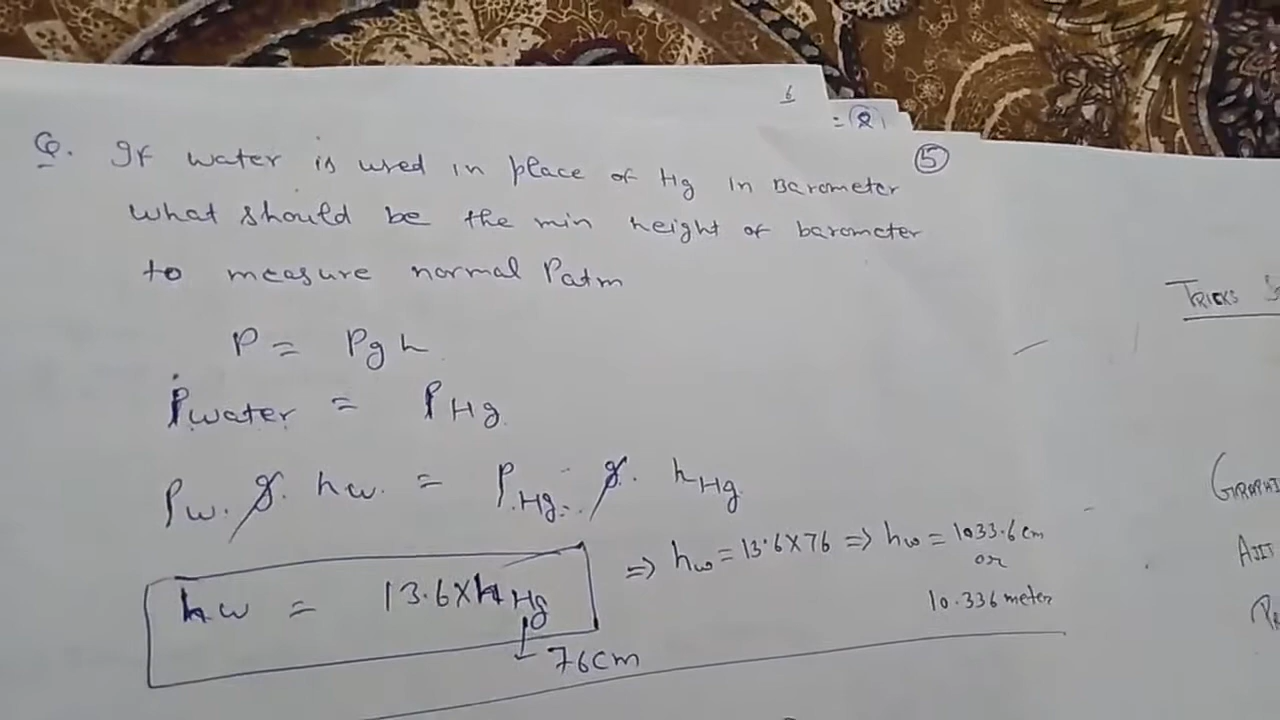 6
= 2
5
Q. If water is used in place of Hg in Barometer
what should be the min height of barometer
to measure normal Patm
P = ρgh
Pwater = PHg
ρw. g. hw. = ρHg. g. hHg
hw = 13.6 x hHg
76cm
⇒ hw = 13.6 x 76 ⇒ hw = 1033.6 cm
or
10.336 meter
TRICKS